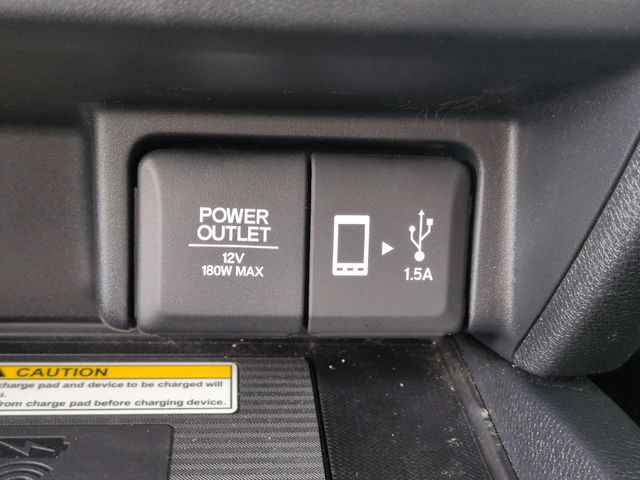 POWER
OUTLET
12V
180W MAX
1.5A
CAUTION
charge pad and device to be charged will
from charge pad before charging device.